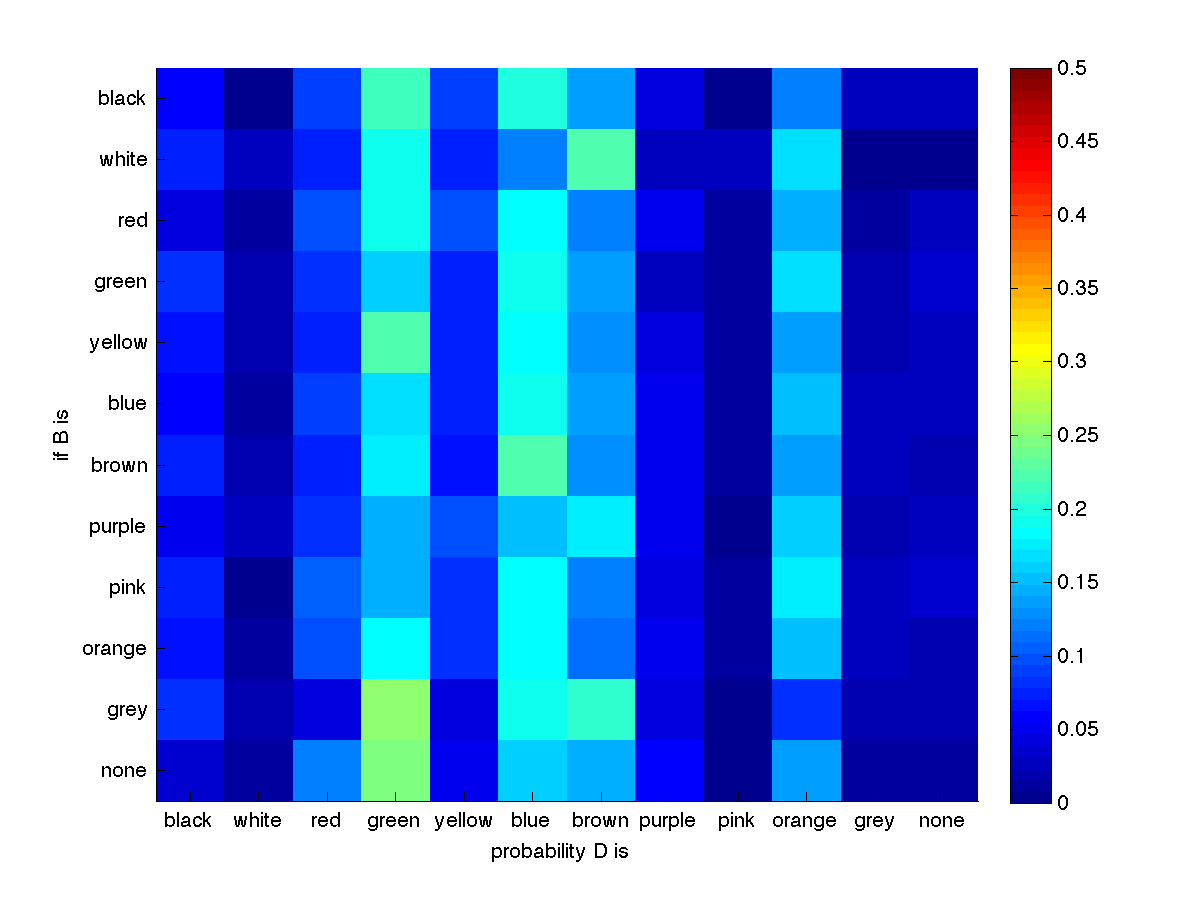 black
white
red
green
yellow
blue
brown
purple
pink
orange
grey
none
if B is
black white red green yellow blue brown purple pink orange grey none
probability D is
0.5
0.45
0.4
0.35
0.3
0.25
0.2
0.15
0.1
0.05
0